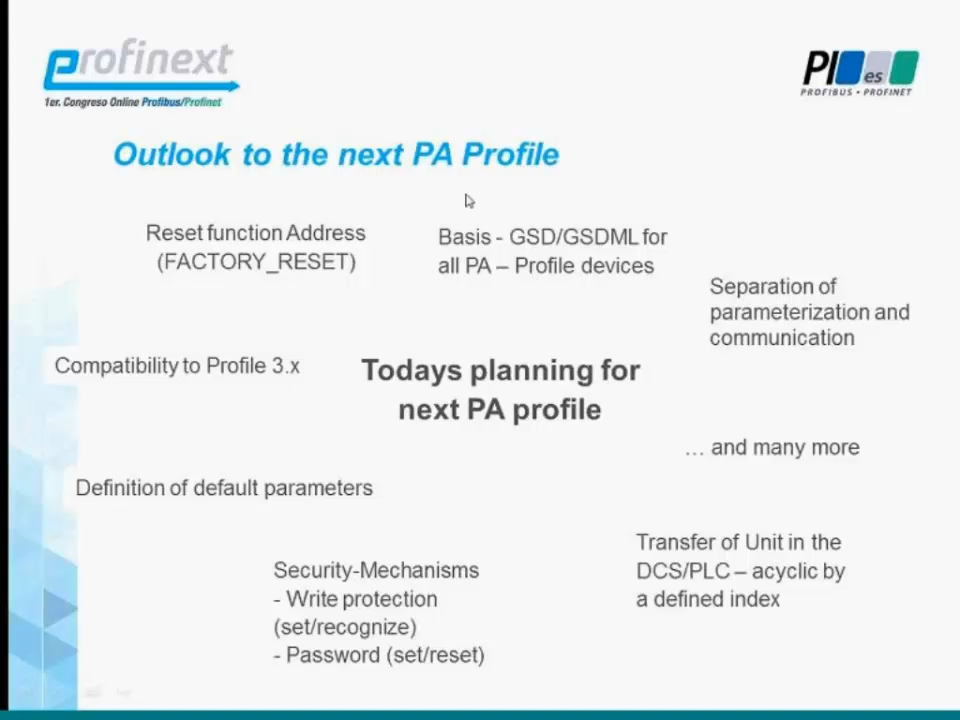 profinext
1er. Congreso Online Profibus/Profinet
PI es
PROFIBUS • PROFINET
Outlook to the next PA Profile
Reset function Address
(FACTORY_RESET)
Basis - GSD/GSDML for
all PA – Profile devices
Separation of
parameterization and
communication
Compatibility to Profile 3.x
Todays planning for
next PA profile
… and many more
Definition of default parameters
Transfer of Unit in the
DCS/PLC – acyclic by
a defined index
Security-Mechanisms
- Write protection
(set/recognize)
- Password (set/reset)